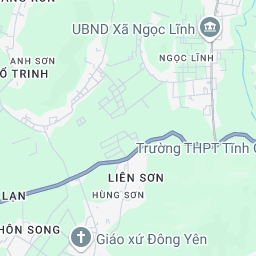 UBND Xã Ngọc Lĩnh
NGỌC LĨNH
ANH SƠN
Ố TRINH
Trường THPT Tĩnh
LIÊN SƠN
LẠN
HÙNG SƠN
HÔN SONG
Giáo xứ Đông Yên